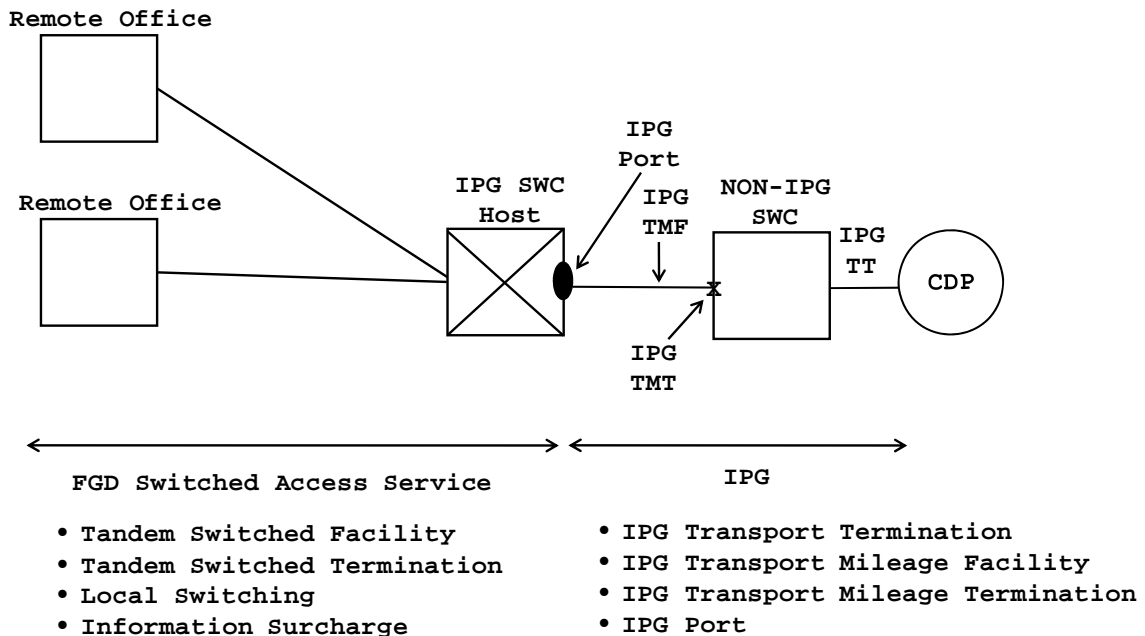 Remote Office
Remote Office
IPG SWC
Host
IPG
Port
IPG
TMF
NON-IPG
SWC
IPG
TT
CDP
x
IPG
TMT
FGD Switched Access Service
• Tandem Switched Facility
• Tandem Switched Termination
• Local Switching
• Information Surcharge
IPG
• IPG Transport Termination
• IPG Transport Mileage Facility
• IPG Transport Mileage Termination
• IPG Port